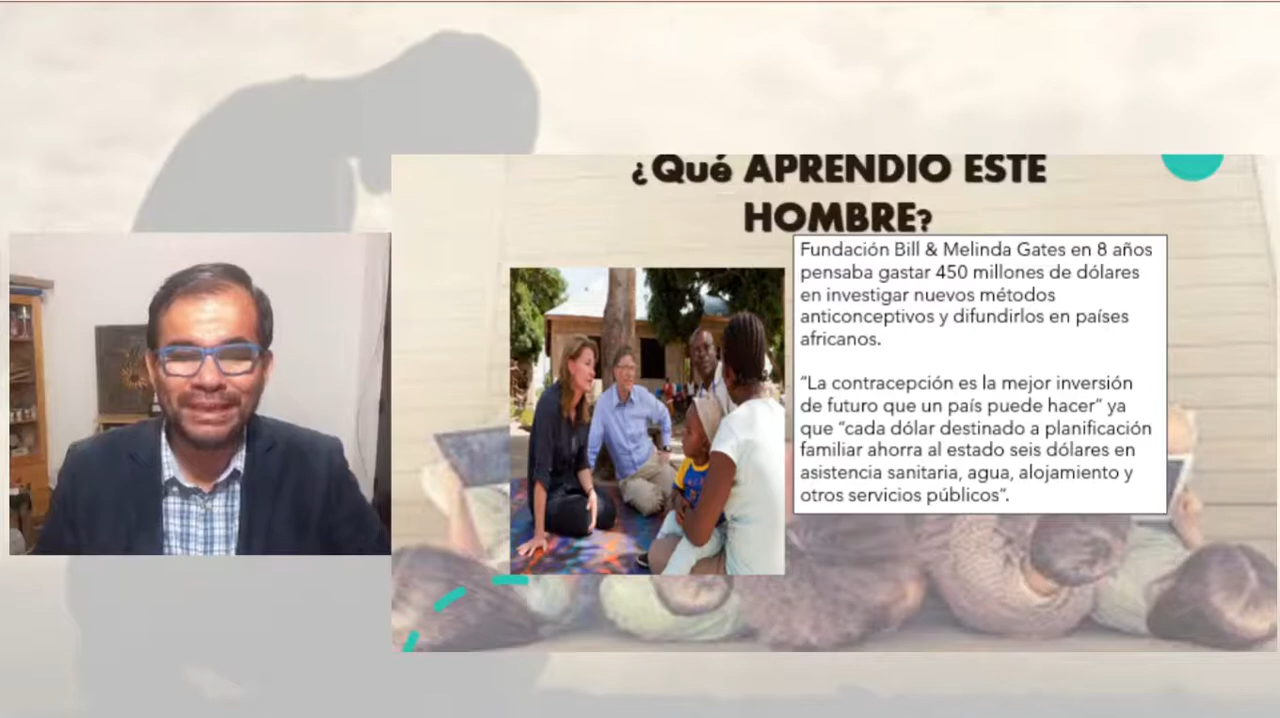 ¿Qué APRENDIO ESTE
HOMBRE?
Fundación Bill & Melinda Gates en 8 años
pensaba gastar 450 millones de dólares
en investigar nuevos métodos
anticonceptivos y difundirlos en países
africanos.
“La contracepción es la mejor inversión
de futuro que un país puede hacer” ya
que “cada dólar destinado a planificación
familiar ahorra al estado seis dólares en
asistencia sanitaria, agua, alojamiento y
otros servicios públicos”.